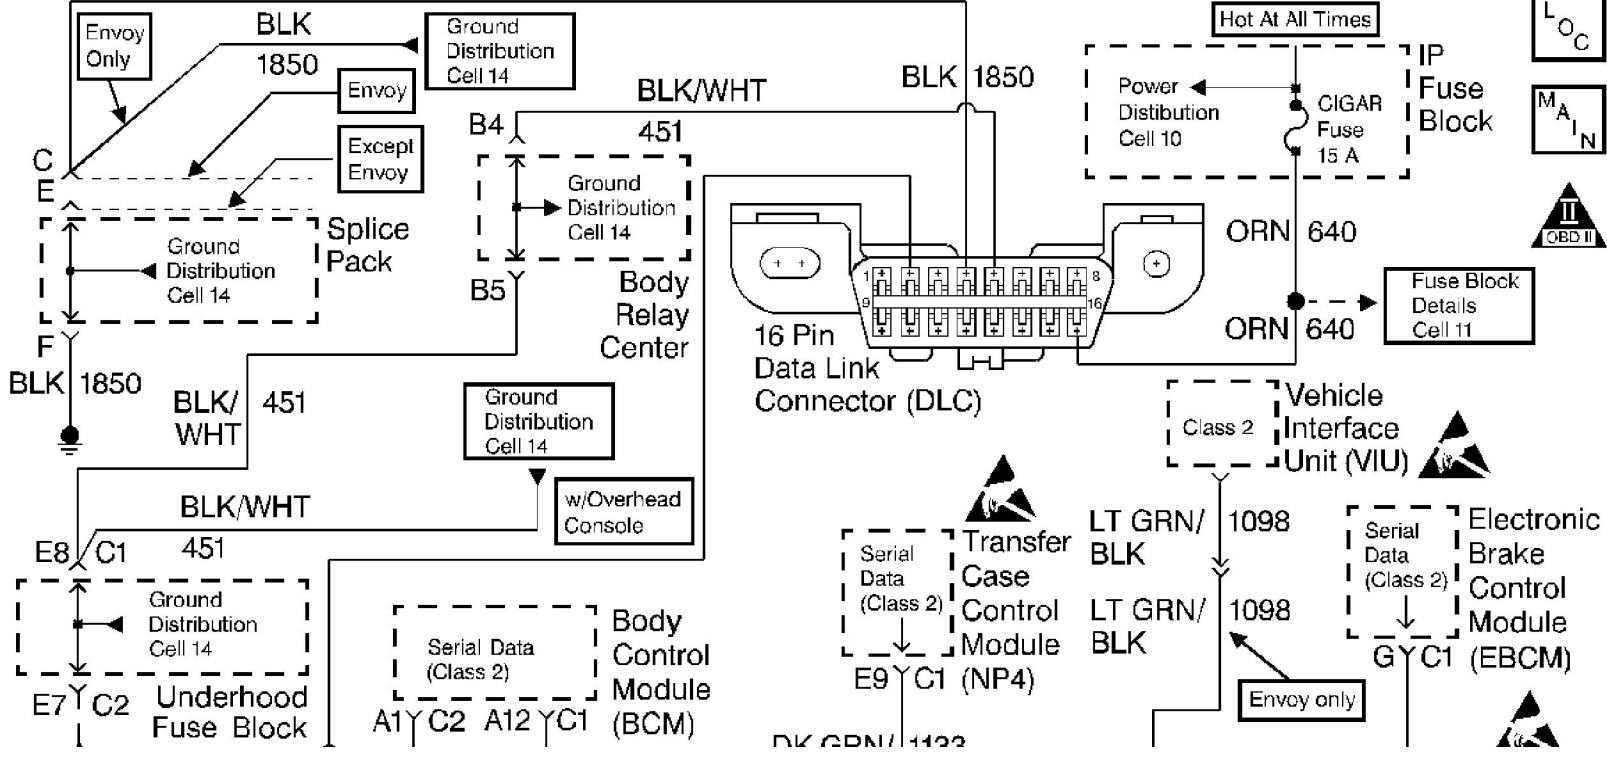 Envoy
Only
BLK
1850
Ground
Distribution
Cell 14
Envoy
Except
Envoy
BLK/WHT
451
BLK 1850
Hot At All Times
Power
Distibution
Cell 10
CIGAR
Fuse
15 A
IP
Fuse
Block
LOC
MAIN
II
OBD II
C
E
Ground
Distribution
Cell 14
Splice
Pack
F
BLK 1850
B4
Ground
Distribution
Cell 14
B5
Body
Relay
Center
1
8
9
16
16 Pin
Data Link
Connector (DLC)
ORN 640
ORN 640
Fuse Block
Details
Cell 11
BLK/
WHT
451
Ground
Distribution
Cell 14
w/Overhead
Console
BLK/WHT
451
E8 C1
Ground
Distribution
Cell 14
E7 C2
Underhood
Fuse Block
Serial Data
(Class 2)
Body
Control
Module
(BCM)
A1 C2 A12 C1
Serial
Data
(Class 2)
Transfer
Case
Control
Module
(NP4)
E9 C1
DK GRN/ 1133
Class 2
Vehicle
Interface
Unit (VIU)
LT GRN/
BLK
1098
LT GRN/
BLK
1098
Envoy only
Serial
Data
(Class 2)
Electronic
Brake
Control
Module
(EBCM)
G C1